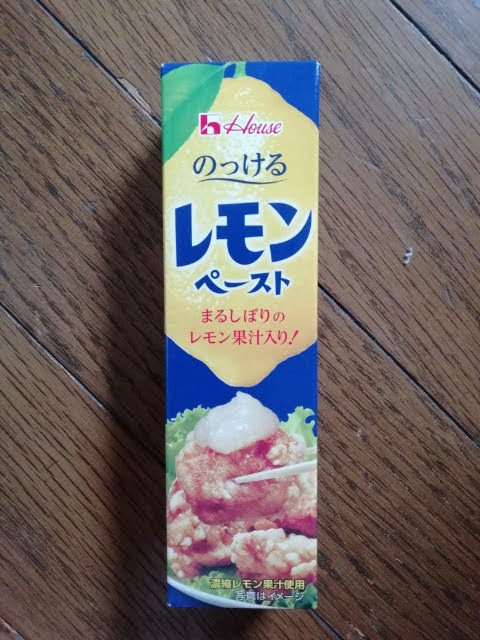 House
のっける
レモン
ペースト
まるしぼりの
レモン果汁入り!
濃縮レモン果汁使用
写真はイメージ